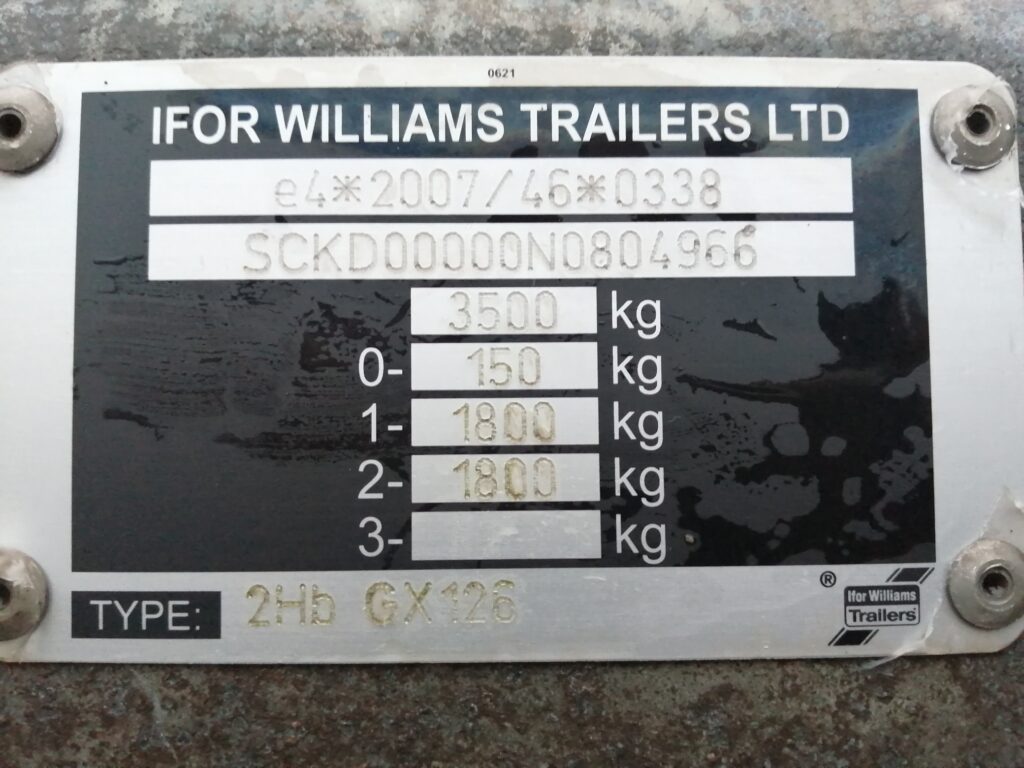 0621
IFOR WILLIAMS TRAILERS LTD
e4*2007/46*0338
SCKD00000N0804966
3500 kg
0- 150 kg
1- 1800 kg
2- 1800 kg
3- kg
TYPE: 2Hb GX126
®
Ifor Williams
Trailers